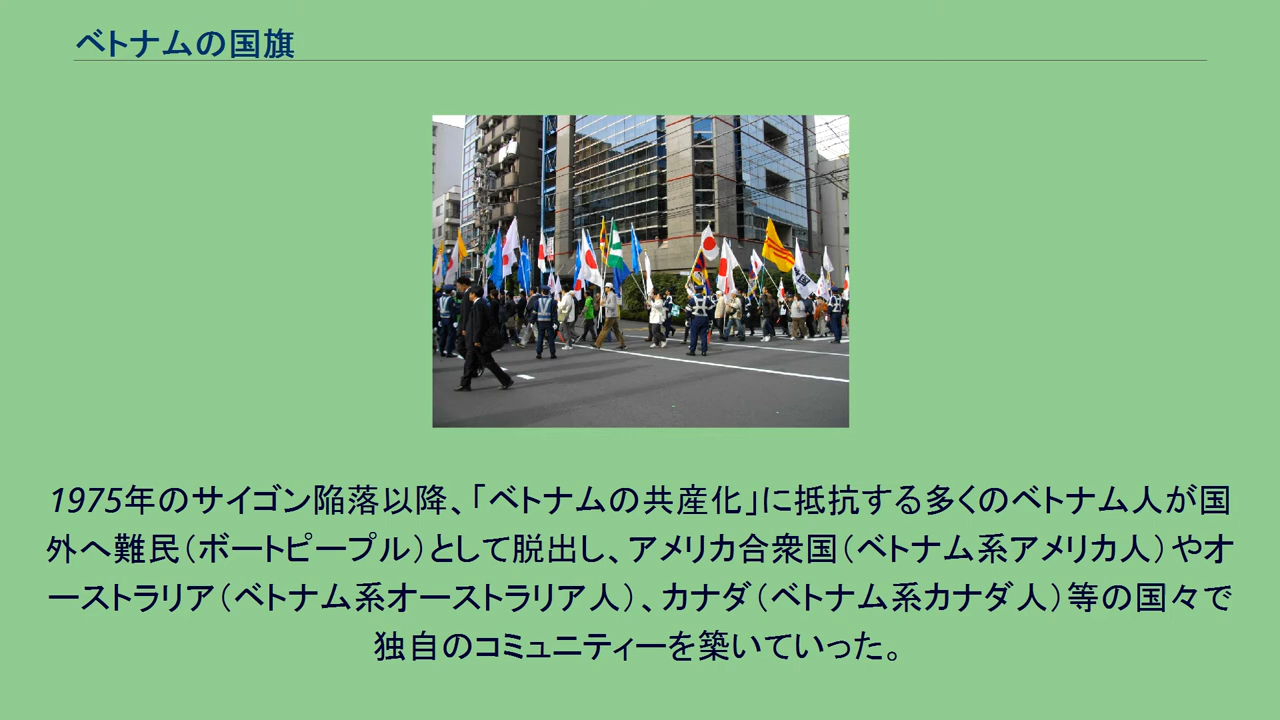 ベトナムの国旗
1975年のサイゴン陥落以降、「ベトナムの共産化」に抵抗する多くのベトナム人が国
外へ難民（ボートピープル）として脱出し、アメリカ合衆国（ベトナム系アメリカ人）やオ
ーストラリア（ベトナム系オーストラリア人）、カナダ（ベトナム系カナダ人）等の国々で
独自のコミュニティーを築いていった。